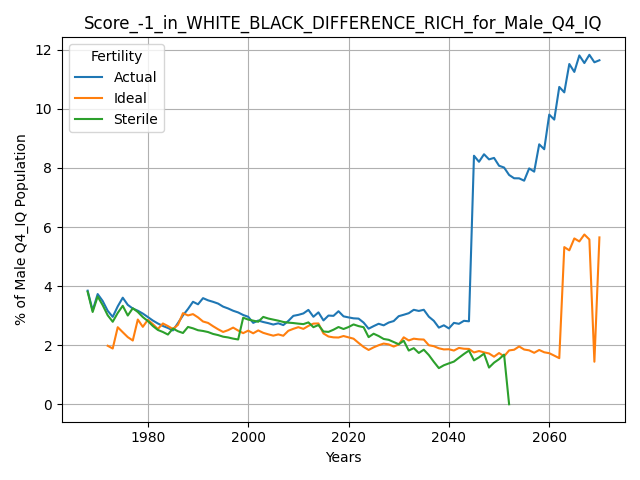 Score_-1_in_WHITE_BLACK_DIFFERENCE_RICH_for_Male_Q4_IQ
Fertility
Actual
Ideal
Sterile
% of Male Q4_IQ Population
12
10
8
6
4
2
0
1980 2000 2020 2040 2060
Years